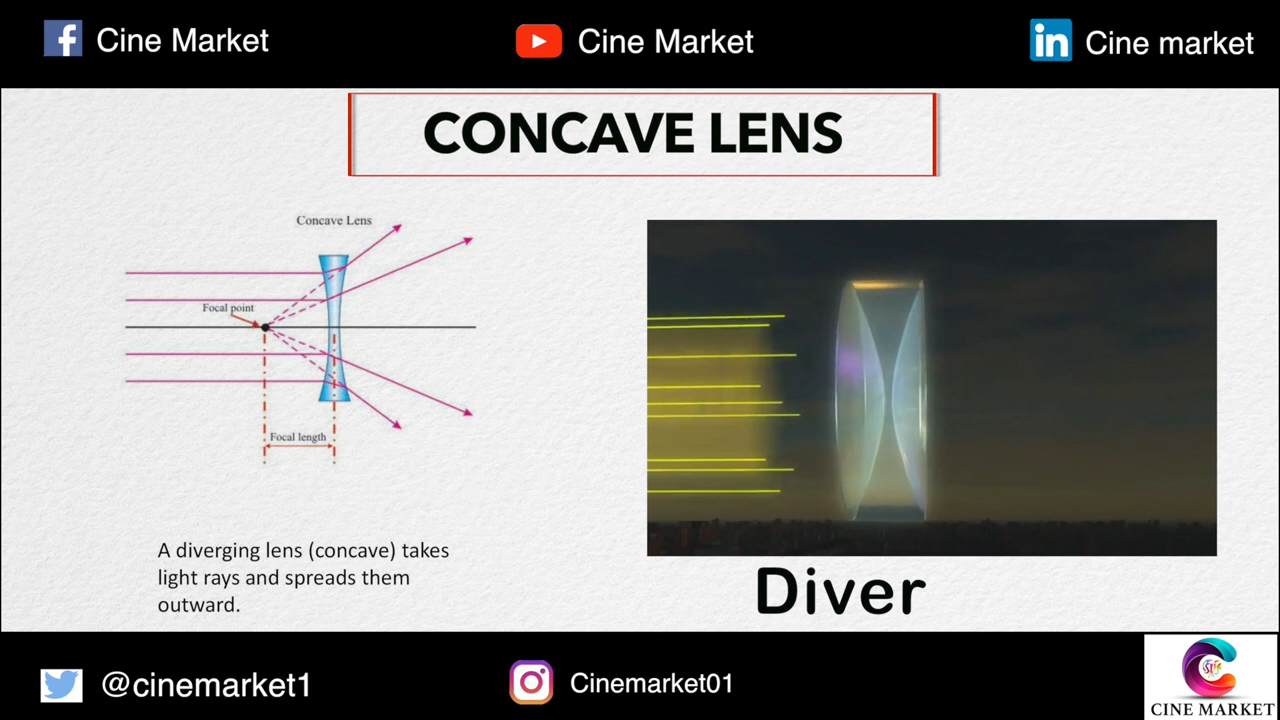 Cine Market
Cine Market
Cine market
CONCAVE LENS
Concave Lens
Focal point
Focal length
A diverging lens (concave) takes
light rays and spreads them
outward.
Diver
@cinemarket1
Cinemarket01
CINE MARKET